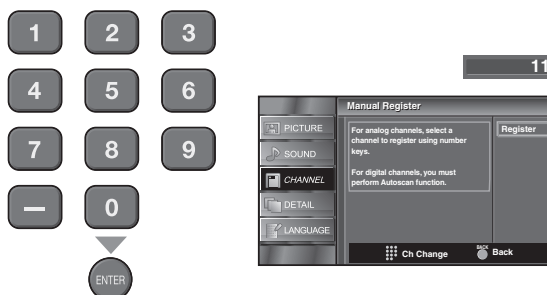 1 2 3
4 5 6
7 8 9
— 0
ENTER
11
Manual Register
PICTURE
SOUND
CHANNEL
DETAIL
LANGUAGE
For analog channels, select a
channel to register using number
keys.
For digital channels, you must
perform Autoscan function.
Register
Ch Change
BACK
Back